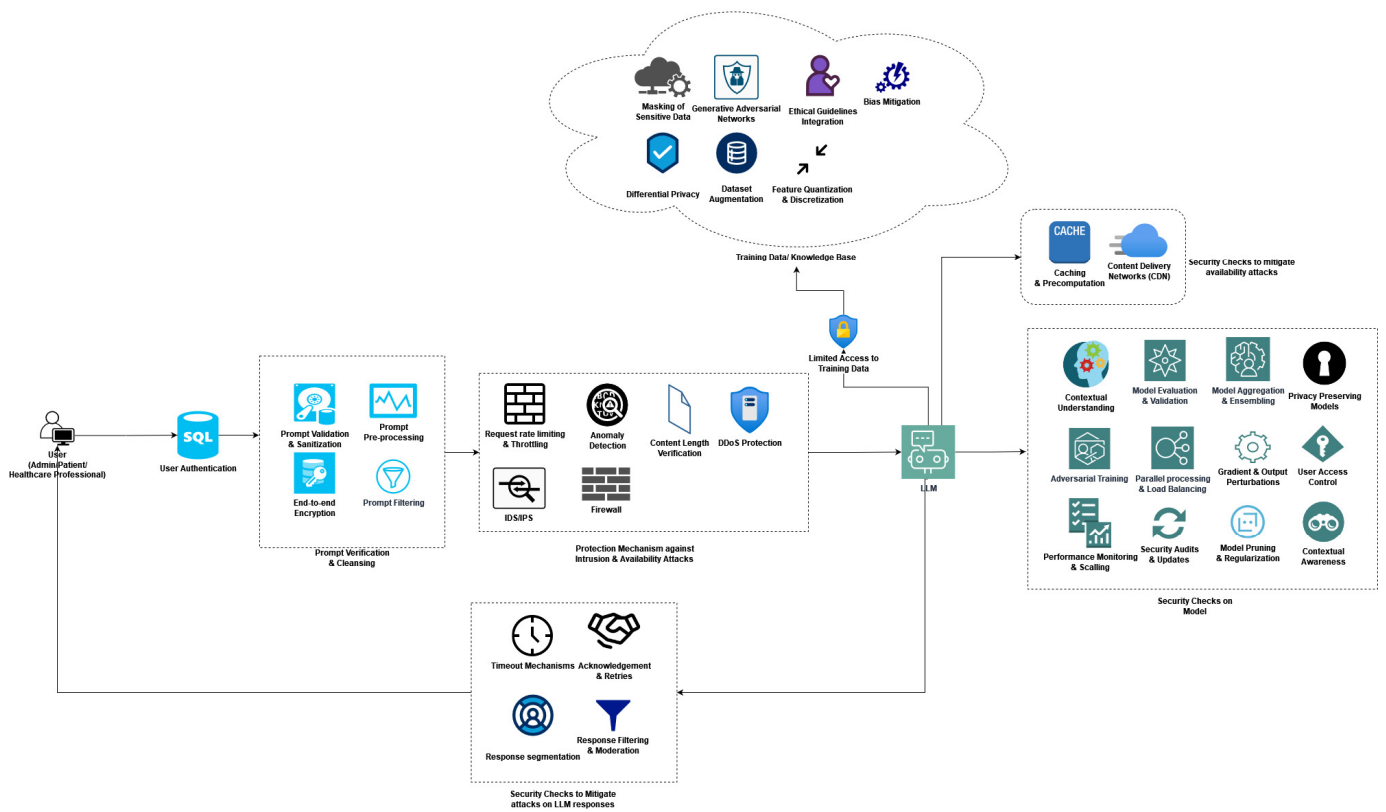 Masking of
Sensitive Data
Generative Adversarial
Networks
Ethical Guidelines
Integration
Bias Mitigation
Differential Privacy
Dataset
Augmentation
Feature Quantization
& Discretization
Training Data/ Knowledge Base
CACHE
Caching
& Precomputation
Content Delivery
Networks (CDN)
Security Checks to mitigate
availability attacks
Limited Access to
Training Data
User
(Admin/Patient/
Healthcare Professional)
SQL
User Authentication
Prompt Validation
& Sanitization
Prompt
Pre-processing
End-to-end
Encryption
Prompt Filtering
Prompt Verification
& Cleansing
Request rate limiting
& Throttling
Anomaly
Detection
Content Length
Verification
DDoS Protection
IDS/IPS
Firewall
Protection Mechanism against
Intrusion & Availability Attacks
LLM
Contextual
Understanding
Model Evaluation
& Validation
Model Aggregation
& Ensembling
Privacy Preserving
Models
Adversarial Training
Parallel processing
& Load Balancing
Gradient & Output
Perturbations
User Access
Control
Performance Monitoring
& Scalling
Security Audits
& Updates
Model Pruning
& Regularization
Contextual
Awareness
Security Checks on
Model
Timeout Mechanisms
Acknowledgement
& Retries
Response segmentation
Response Filtering
& Moderation
Security Checks to Mitigate
attacks on LLM responses